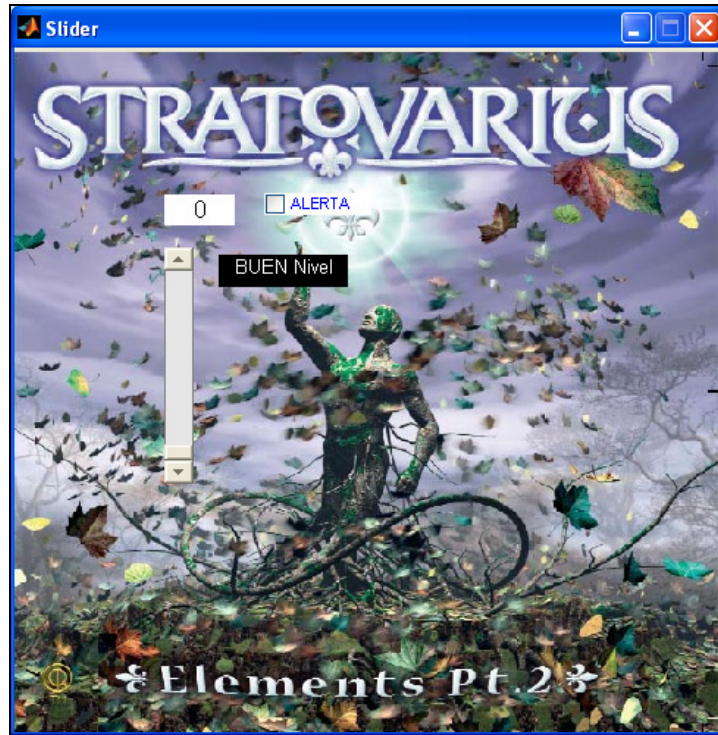 Slider
STRATOVARIUS
0
ALERTA
BUEN Nivel
Elements Pt.2